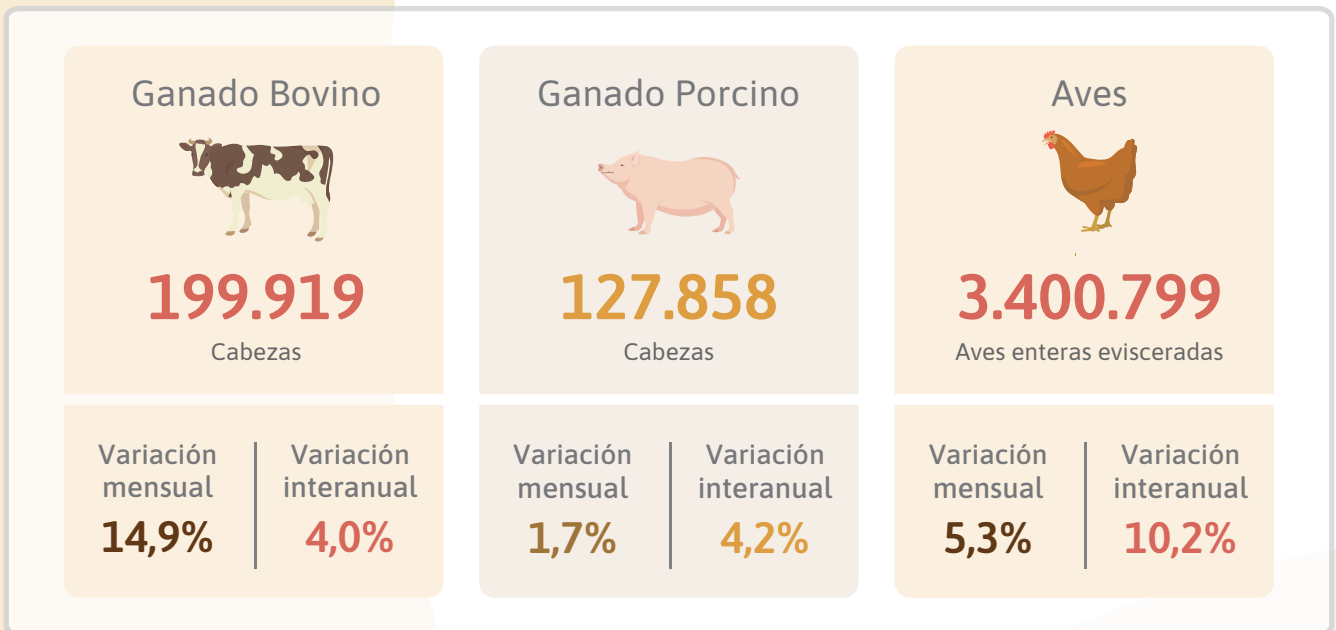 Ganado Bovino
199.919
Cabezas
Variación
mensual
14,9%
Variación
interanual
4,0%
Ganado Porcino
127.858
Cabezas
Variación
mensual
1,7%
Variación
interanual
4,2%
Aves
3.400.799
Aves enteras evisceradas
Variación
mensual
5,3%
Variación
interanual
10,2%